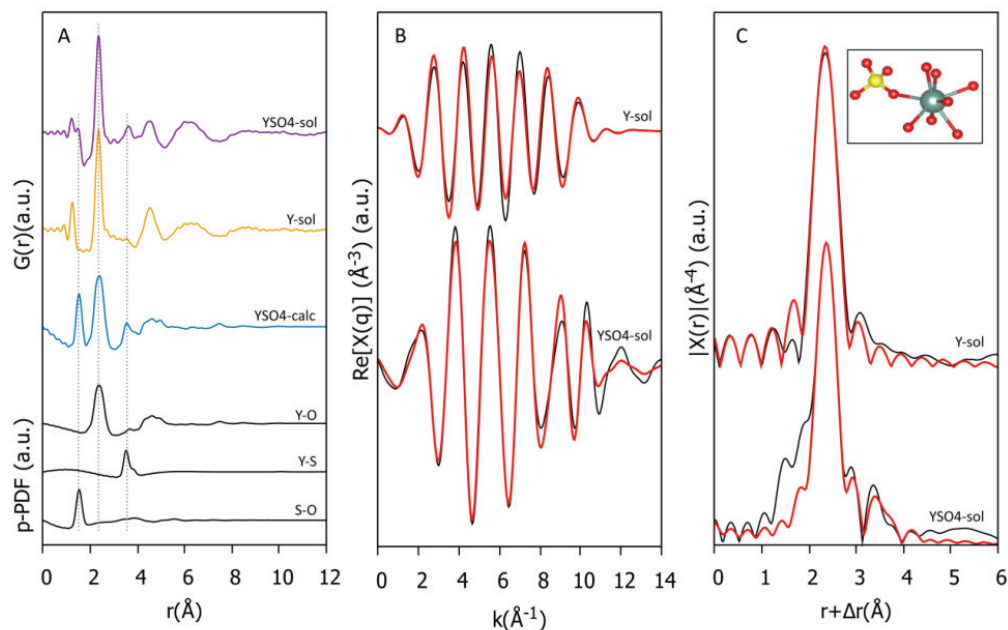 A
YSO4-sol
Y-sol
YSO4-calc
Y-O
Y-S
S-O
G(r)(a.u.)
p-PDF (a.u.)
0 2 4 6 8 10 12
r(Å)
B
Y-sol
YSO4-sol
Re[X(q)] (Å-3) (a.u.)
0 2 4 6 8 10 12 14
k(Å-1)
C
Y-sol
YSO4-sol
|X(r)|(Å-4) (a.u.)
0 1 2 3 4 5 6
r+Δr(Å)